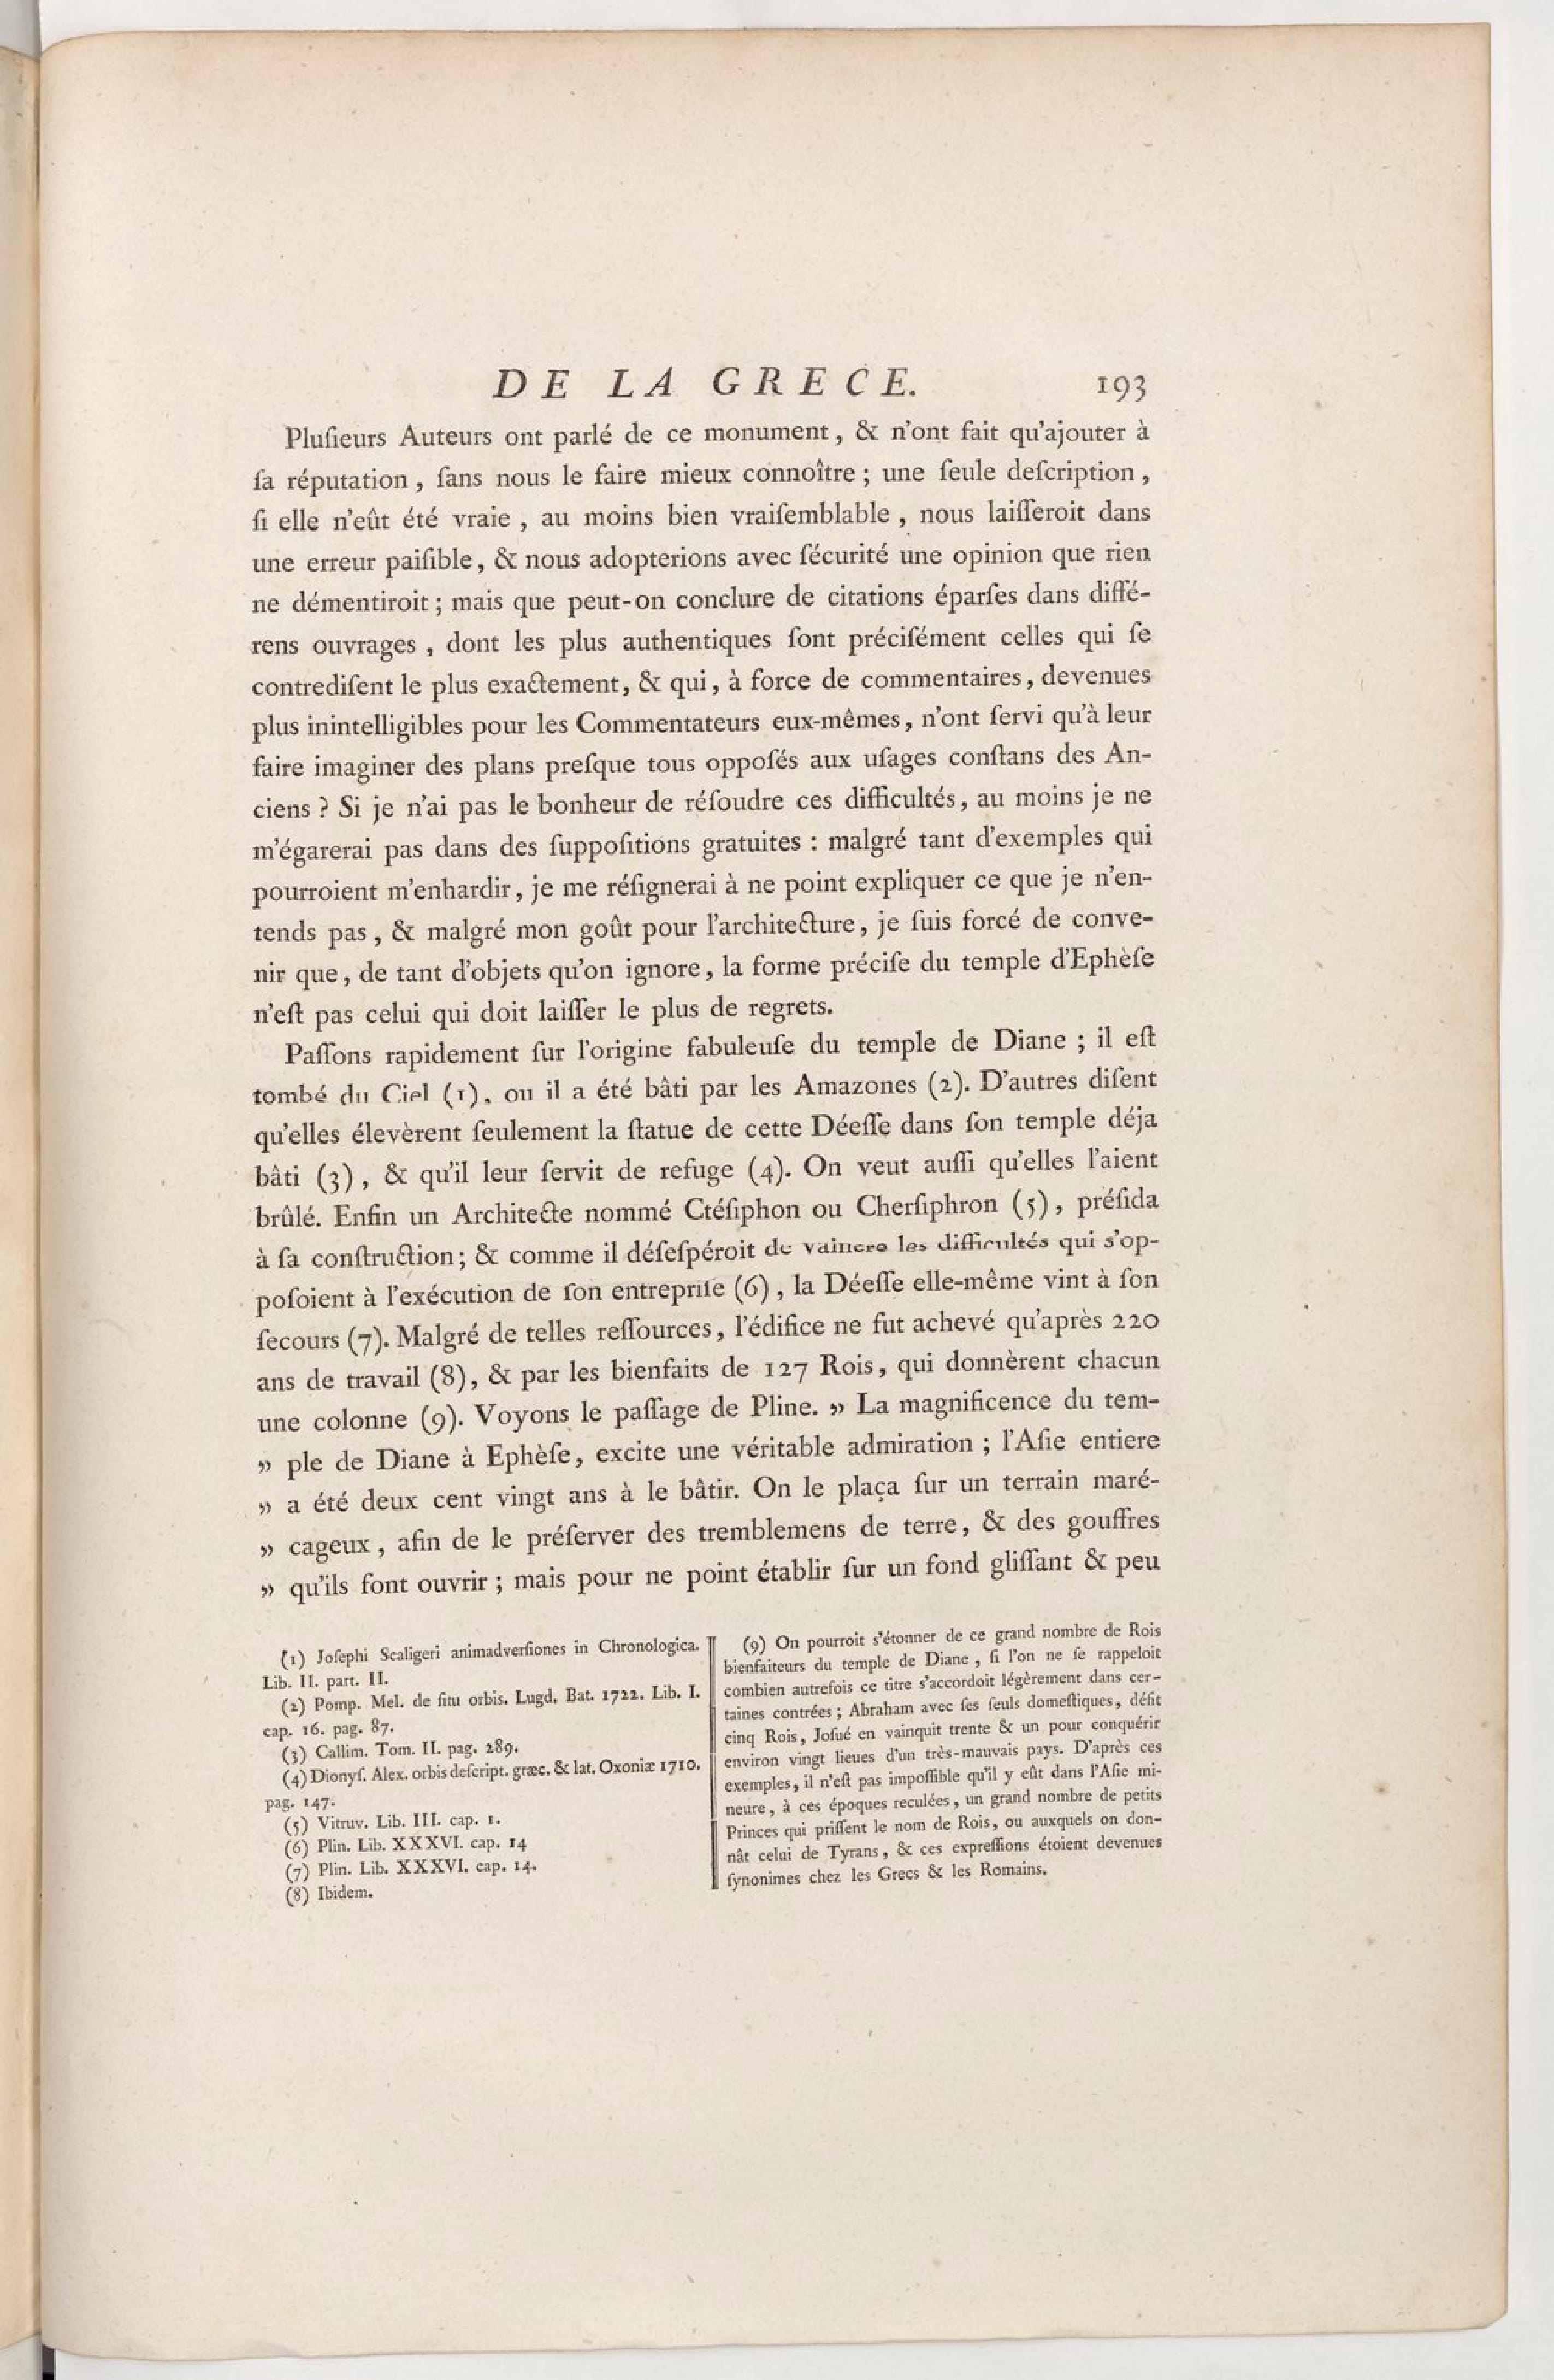 DE LA GRECE. 193
Pluſieurs Auteurs ont parlé de ce monument, & n'ont fait qu'ajouter à
ſa réputation, ſans nous le faire mieux connoître ; une ſeule deſcription,
ſi elle n'eût été vraie, au moins bien vraiſemblable, nous laiſſeroit dans
une erreur paiſible, & nous adopterions avec ſécurité une opinion que rien
ne démentiroit ; mais que peut-on conclure de citations éparſes dans diffé-
rens ouvrages, dont les plus authentiques ſont préciſément celles qui ſe
contrediſent le plus exactement, & qui, à force de commentaires, devenues
plus inintelligibles pour les Commentateurs eux-mêmes, n'ont ſervi qu'à leur
faire imaginer des plans preſque tous oppoſés aux uſages conſtans des An-
ciens ? Si je n'ai pas le bonheur de réſoudre ces difficultés, au moins je ne
m'égarerai pas dans des ſuppoſitions gratuites : malgré tant d'exemples qui
pourroient m'enhardir, je me réſignerai à ne point expliquer ce que je n'en-
tends pas, & malgré mon goût pour l'architecture, je ſuis forcé de conve-
nir que, de tant d'objets qu'on ignore, la forme préciſe du temple d'Ephèſe
n'eſt pas celui qui doit laiſſer le plus de regrets.
Paſſons rapidement ſur l'origine fabuleuſe du temple de Diane ; il eſt
tombé du Ciel (1), ou il a été bâti par les Amazones (2). D'autres diſent
qu'elles élevèrent ſeulement la ſtatue de cette Déeſſe dans ſon temple déja
bâti (3), & qu'il leur ſervit de refuge (4). On veut auſſi qu'elles l'aient
brûlé. Enfin un Architecte nommé Ctéſiphon ou Cherſiphron (5), préſida
à ſa conſtruction; & comme il déſeſpéroit de vaincre les difficultés qui s'op-
poſoient à l'exécution de ſon entrepriſe (6), la Déeſſe elle-même vint à ſon
ſecours (7). Malgré de telles reſſources, l'édifice ne fut achevé qu'après 220
ans de travail (8), & par les bienfaits de 127 Rois, qui donnèrent chacun
une colonne (9). Voyons le paſſage de Pline. » La magnificence du tem-
» ple de Diane à Ephèſe, excite une véritable admiration ; l'Aſie entiere
» a été deux cent vingt ans à le bâtir. On le plaça ſur un terrain maré-
» cageux, afin de le préſerver des tremblemens de terre, & des gouffres
» qu'ils font ouvrir ; mais pour ne point établir ſur un fond gliſſant & peu
(1) Joſephi Scaligeri animadverſiones in Chronologica.
Lib. II. part. II.
(2) Pomp. Mel. de ſitu orbis. Lugd. Bat. 1722. Lib. I.
cap. 16. pag. 87.
(3) Callim. Tom. II. pag. 289.
(4) Dionyſ. Alex. orbis deſcript. græc. & lat. Oxoniæ 1710.
pag. 147.
(5) Vitruv. Lib. III. cap. 1.
(6) Plin. Lib. XXXVI. cap. 14
(7) Plin. Lib. XXXVI. cap. 14.
(8) Ibidem.
(9) On pourroit s'étonner de ce grand nombre de Rois
bienfaiteurs du temple de Diane, ſi l'on ne ſe rappeloit
combien autrefois ce titre s'accordoit légèrement dans cer-
taines contrées ; Abraham avec ſes ſeuls domeſtiques, défit
cinq Rois, Joſué en vainquit trente & un pour conquérir
environ vingt lieues d'un très-mauvais pays. D'après ces
exemples, il n'eſt pas impoſſible qu'il y eût dans l'Aſie mi-
neure, à ces époques reculées, un grand nombre de petits
Princes qui priſſent le nom de Rois, ou auxquels on don-
nât celui de Tyrans, & ces expreſſions étoient devenues
ſynonimes chez les Grecs & les Romains.